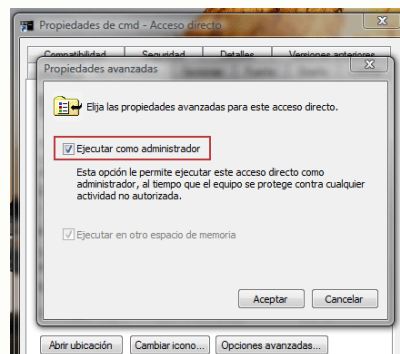 Propiedades de cmd - Acceso directo
Compatibilidad Seguridad Detalles Versiones anteriores
Propiedades avanzadas
Elija las propiedades avanzadas para este acceso directo.
Ejecutar como administrador
Esta opción le permite ejecutar este acceso directo como
administrador, al tiempo que el equipo se protege contra cualquier
actividad no autorizada.
Ejecutar en otro espacio de memoria
Aceptar Cancelar
Abrir ubicación Cambiar icono... Opciones avanzadas...